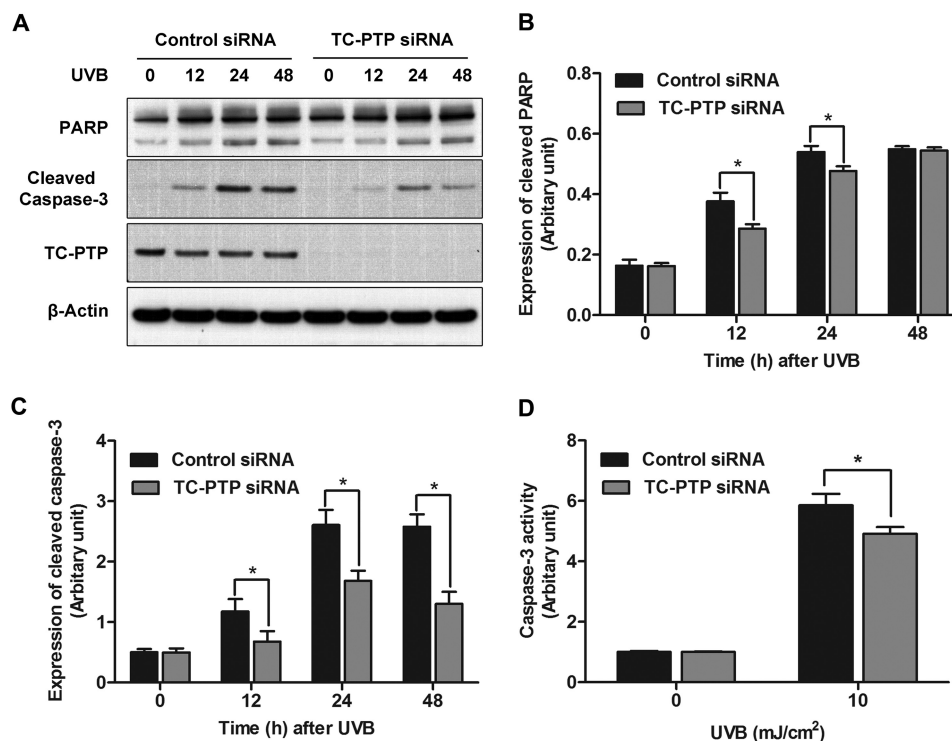 A
Control siRNA TC-PTP siRNA
UVB 0 12 24 48 0 12 24 48
PARP
Cleaved
Caspase-3
TC-PTP
β-Actin
B
Expression of cleaved PARP
(Arbitary unit)
0.8
0.6
0.4
0.2
0.0
Control siRNA
TC-PTP siRNA
*
*
0 12 24 48
Time (h) after UVB
C
Expression of cleaved caspase-3
(Arbitary unit)
4
3
2
1
0
Control siRNA
TC-PTP siRNA
*
*
*
0 12 24 48
Time (h) after UVB
D
Caspase-3 activity
(Arbitary unit)
8
6
4
2
0
Control siRNA
TC-PTP siRNA
*
0 10
UVB (mJ/cm²)